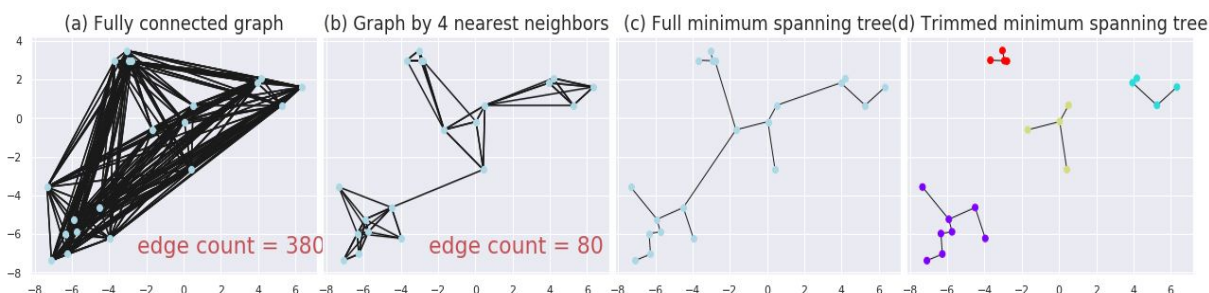 (a) Fully connected graph
(b) Graph by 4 nearest neighbors
(c) Full minimum spanning tree
(d) Trimmed minimum spanning tree
4
2
0
−2
−4
−6
−8
edge count = 380
edge count = 80
−8 −6 −4 −2 0 2 4 6
−8 −6 −4 −2 0 2 4 6
−8 −6 −4 −2 0 2 4 6
−8 −6 −4 −2 0 2 4 6